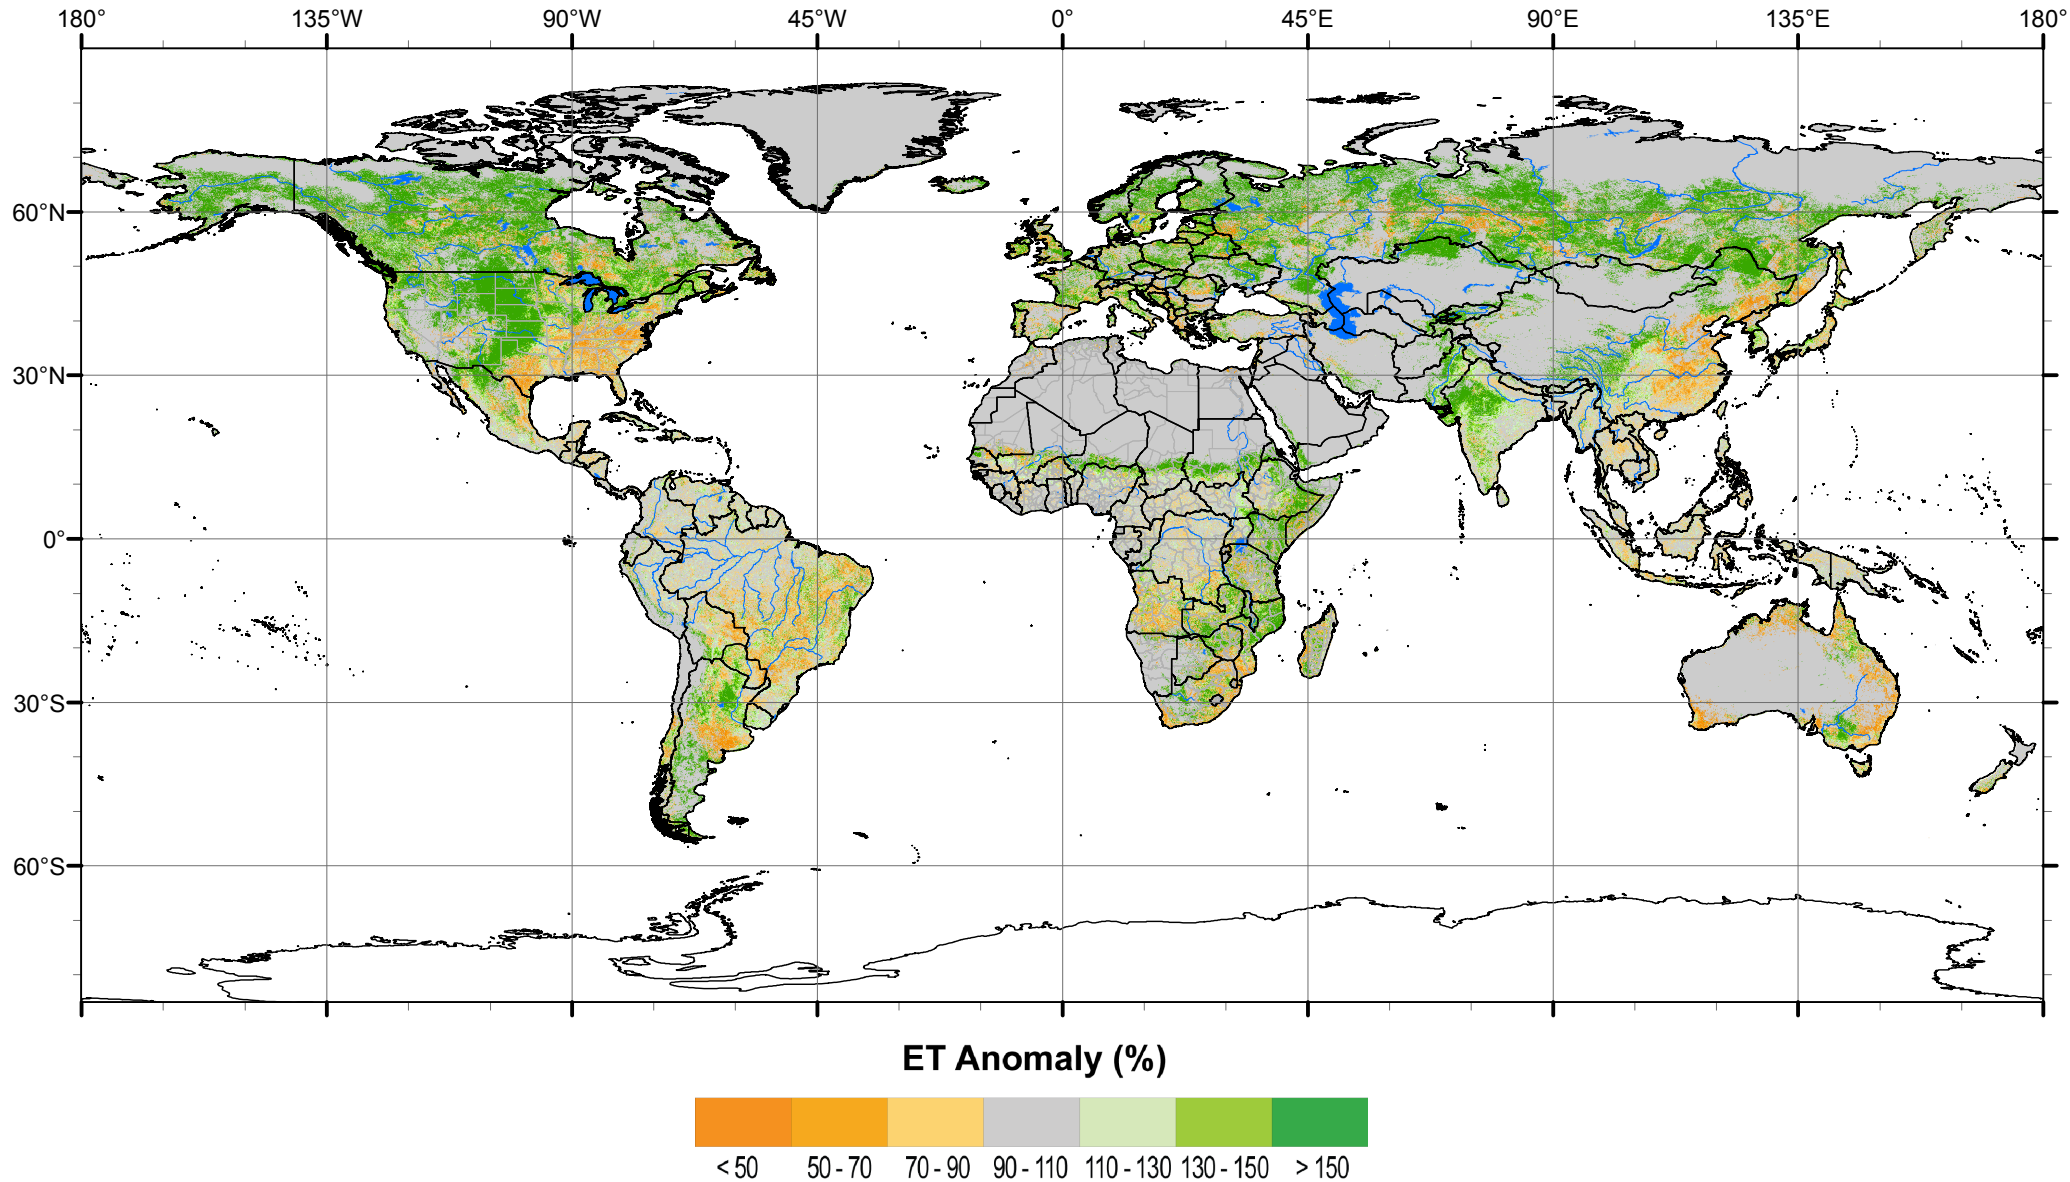 180° 135°W 90°W 45°W 0° 45°E 90°E 135°E 180°
60°N
30°N
0°
30°S
60°S
ET Anomaly (%)
< 50 50 - 70 70 - 90 90 - 110 110 - 130 130 - 150 > 150